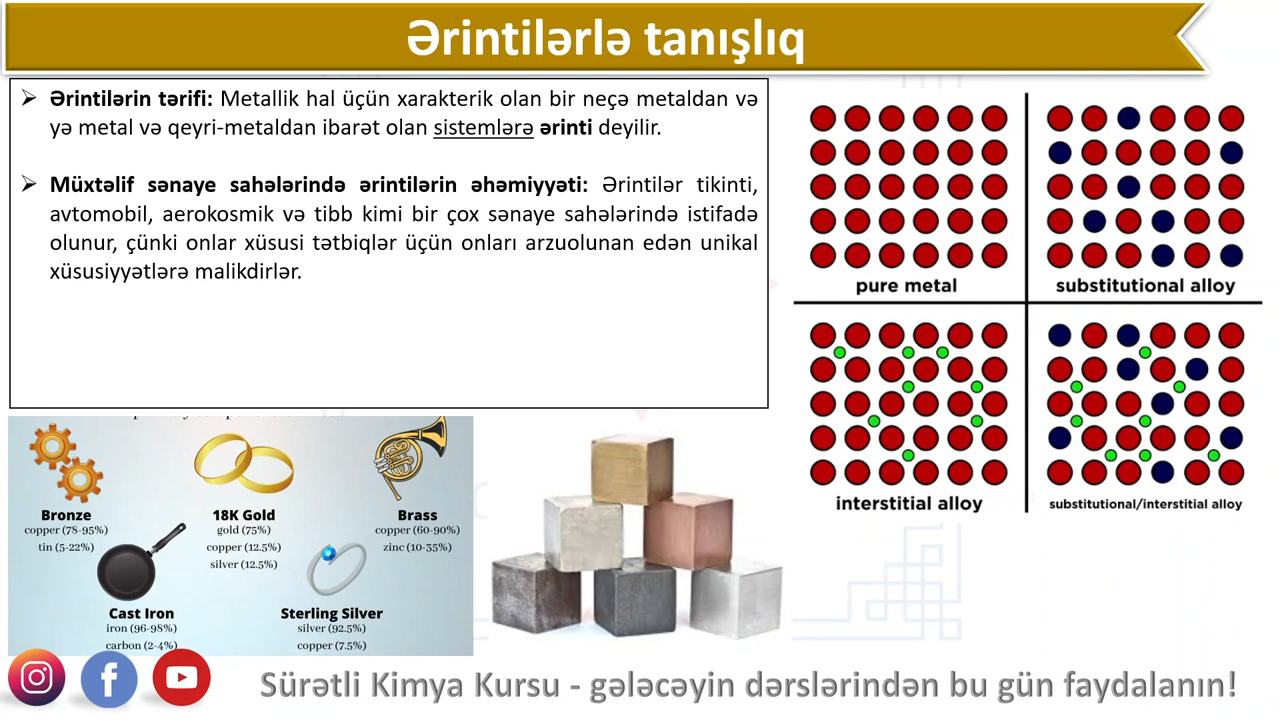 Ərintilərlə tanışlıq
Ərintilərin tərifi: Metallik hal üçün xarakterik olan bir neçə metaldan və
yə metal və qeyri-metaldan ibarət olan sistemlərə ərinti deyilir.
Müxtəlif sənaye sahələrində ərintilərin əhəmiyyəti: Ərintilər tikinti,
avtomobil, aerokosmik və tibb kimi bir çox sənaye sahələrində istifadə
olunur, çünki onlar xüsusi tətbiqlər üçün onları arzuolunan edən unikal
xüsusiyyətlərə malikdirlər.
pure metal
substitutional alloy
interstitial alloy
substitutional/interstitial alloy
Bronze
copper (78-95%)
tin (5-22%)
18K Gold
gold (75%)
copper (12.5%)
silver (12.5%)
Brass
copper (60-90%)
zinc (10-35%)
Cast Iron
iron (96-98%)
carbon (2-4%)
Sterling Silver
silver (92.5%)
copper (7.5%)
Sürətli Kimya Kursu - gələcəyin dərslərindən bu gün faydalanın!